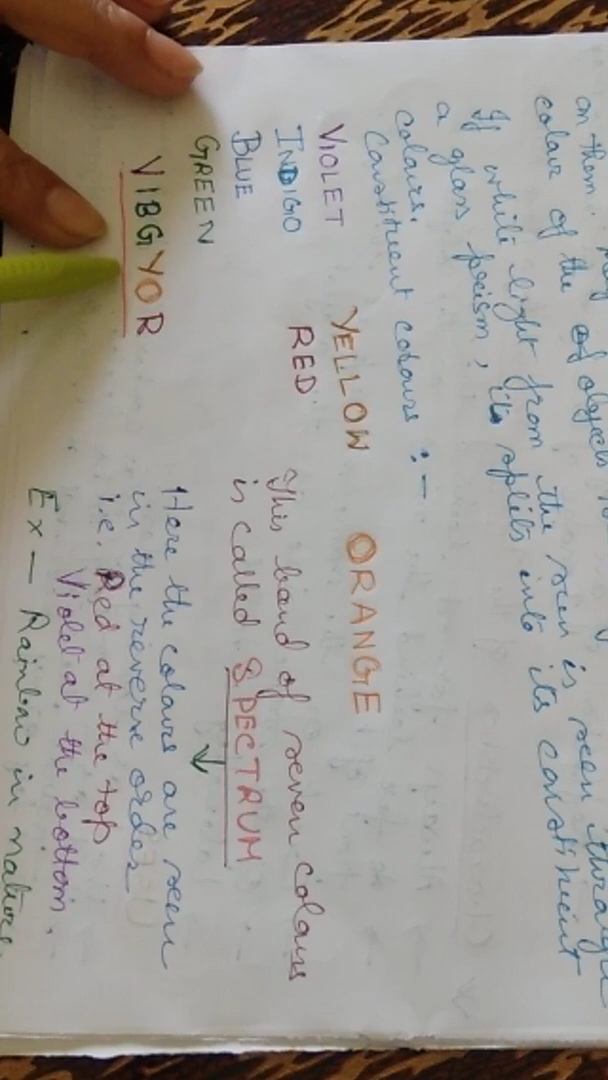 on them.
colour of the of objects
If white light from the sun is seen through
a glass prism, its splits into its constituent
colours.
Constituent colours :-
VIOLET YELLOW ORANGE
INDIGO RED
BLUE
GREEN
This band of seven colours
is called SPECTRUM
VIBGYOR
Here the colours are seen
in the reverse order
i.e. Red at the top
Violet at the bottom.
Ex - Rainbow in nature.